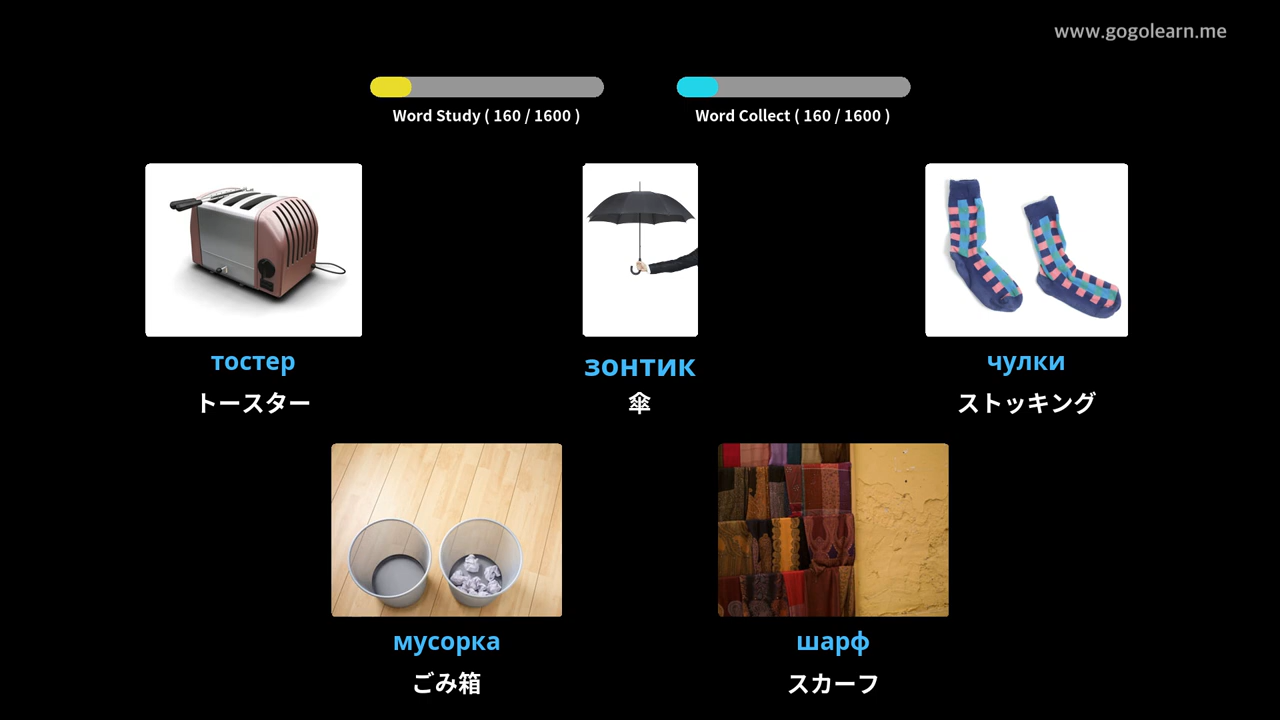 www.gogolearn.me
Word Study ( 160 / 1600 )
Word Collect ( 160 / 1600 )
тостер
зонтик
чулки
トースター
傘
ストッキング
мусорка
шарф
ごみ箱
スカーフ